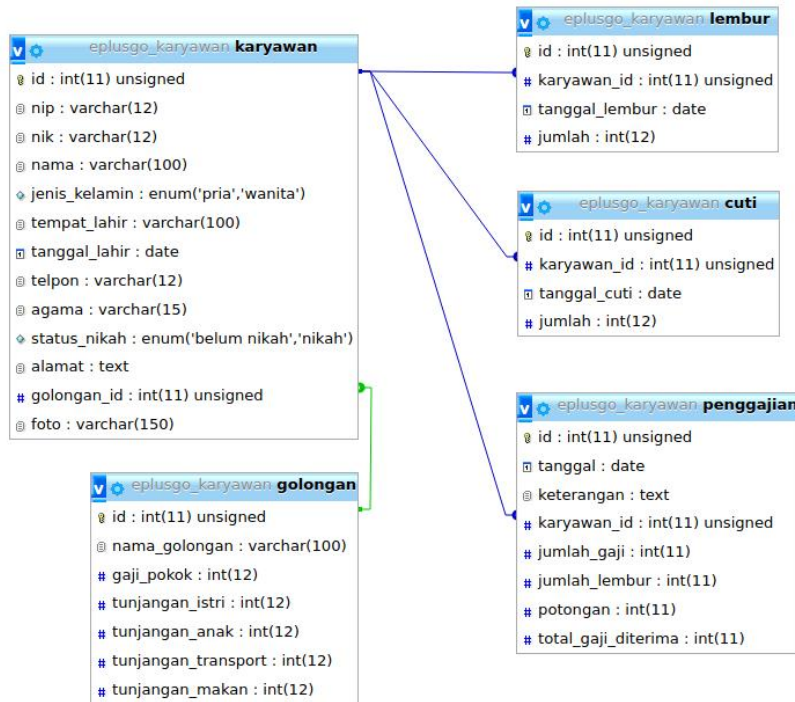 eplusgo_karyawan karyawan
id : int(11) unsigned
nip : varchar(12)
nik : varchar(12)
nama : varchar(100)
jenis_kelamin : enum('pria','wanita')
tempat_lahir : varchar(100)
tanggal_lahir : date
telpon : varchar(12)
agama : varchar(15)
status_nikah : enum('belum nikah','nikah')
alamat : text
golongan_id : int(11) unsigned
foto : varchar(150)
eplusgo_karyawan golongan
id : int(11) unsigned
nama_golongan : varchar(100)
gaji_pokok : int(12)
tunjangan_istri : int(12)
tunjangan_anak : int(12)
tunjangan_transport : int(12)
tunjangan_makan : int(12)
eplusgo_karyawan lembur
id : int(11) unsigned
karyawan_id : int(11) unsigned
tanggal_lembur : date
jumlah : int(12)
eplusgo_karyawan cuti
id : int(11) unsigned
karyawan_id : int(11) unsigned
tanggal_cuti : date
jumlah : int(12)
eplusgo_karyawan penggajian
id : int(11) unsigned
tanggal : date
keterangan : text
karyawan_id : int(11) unsigned
jumlah_gaji : int(11)
jumlah_lembur : int(11)
potongan : int(11)
total_gaji_diterima : int(11)